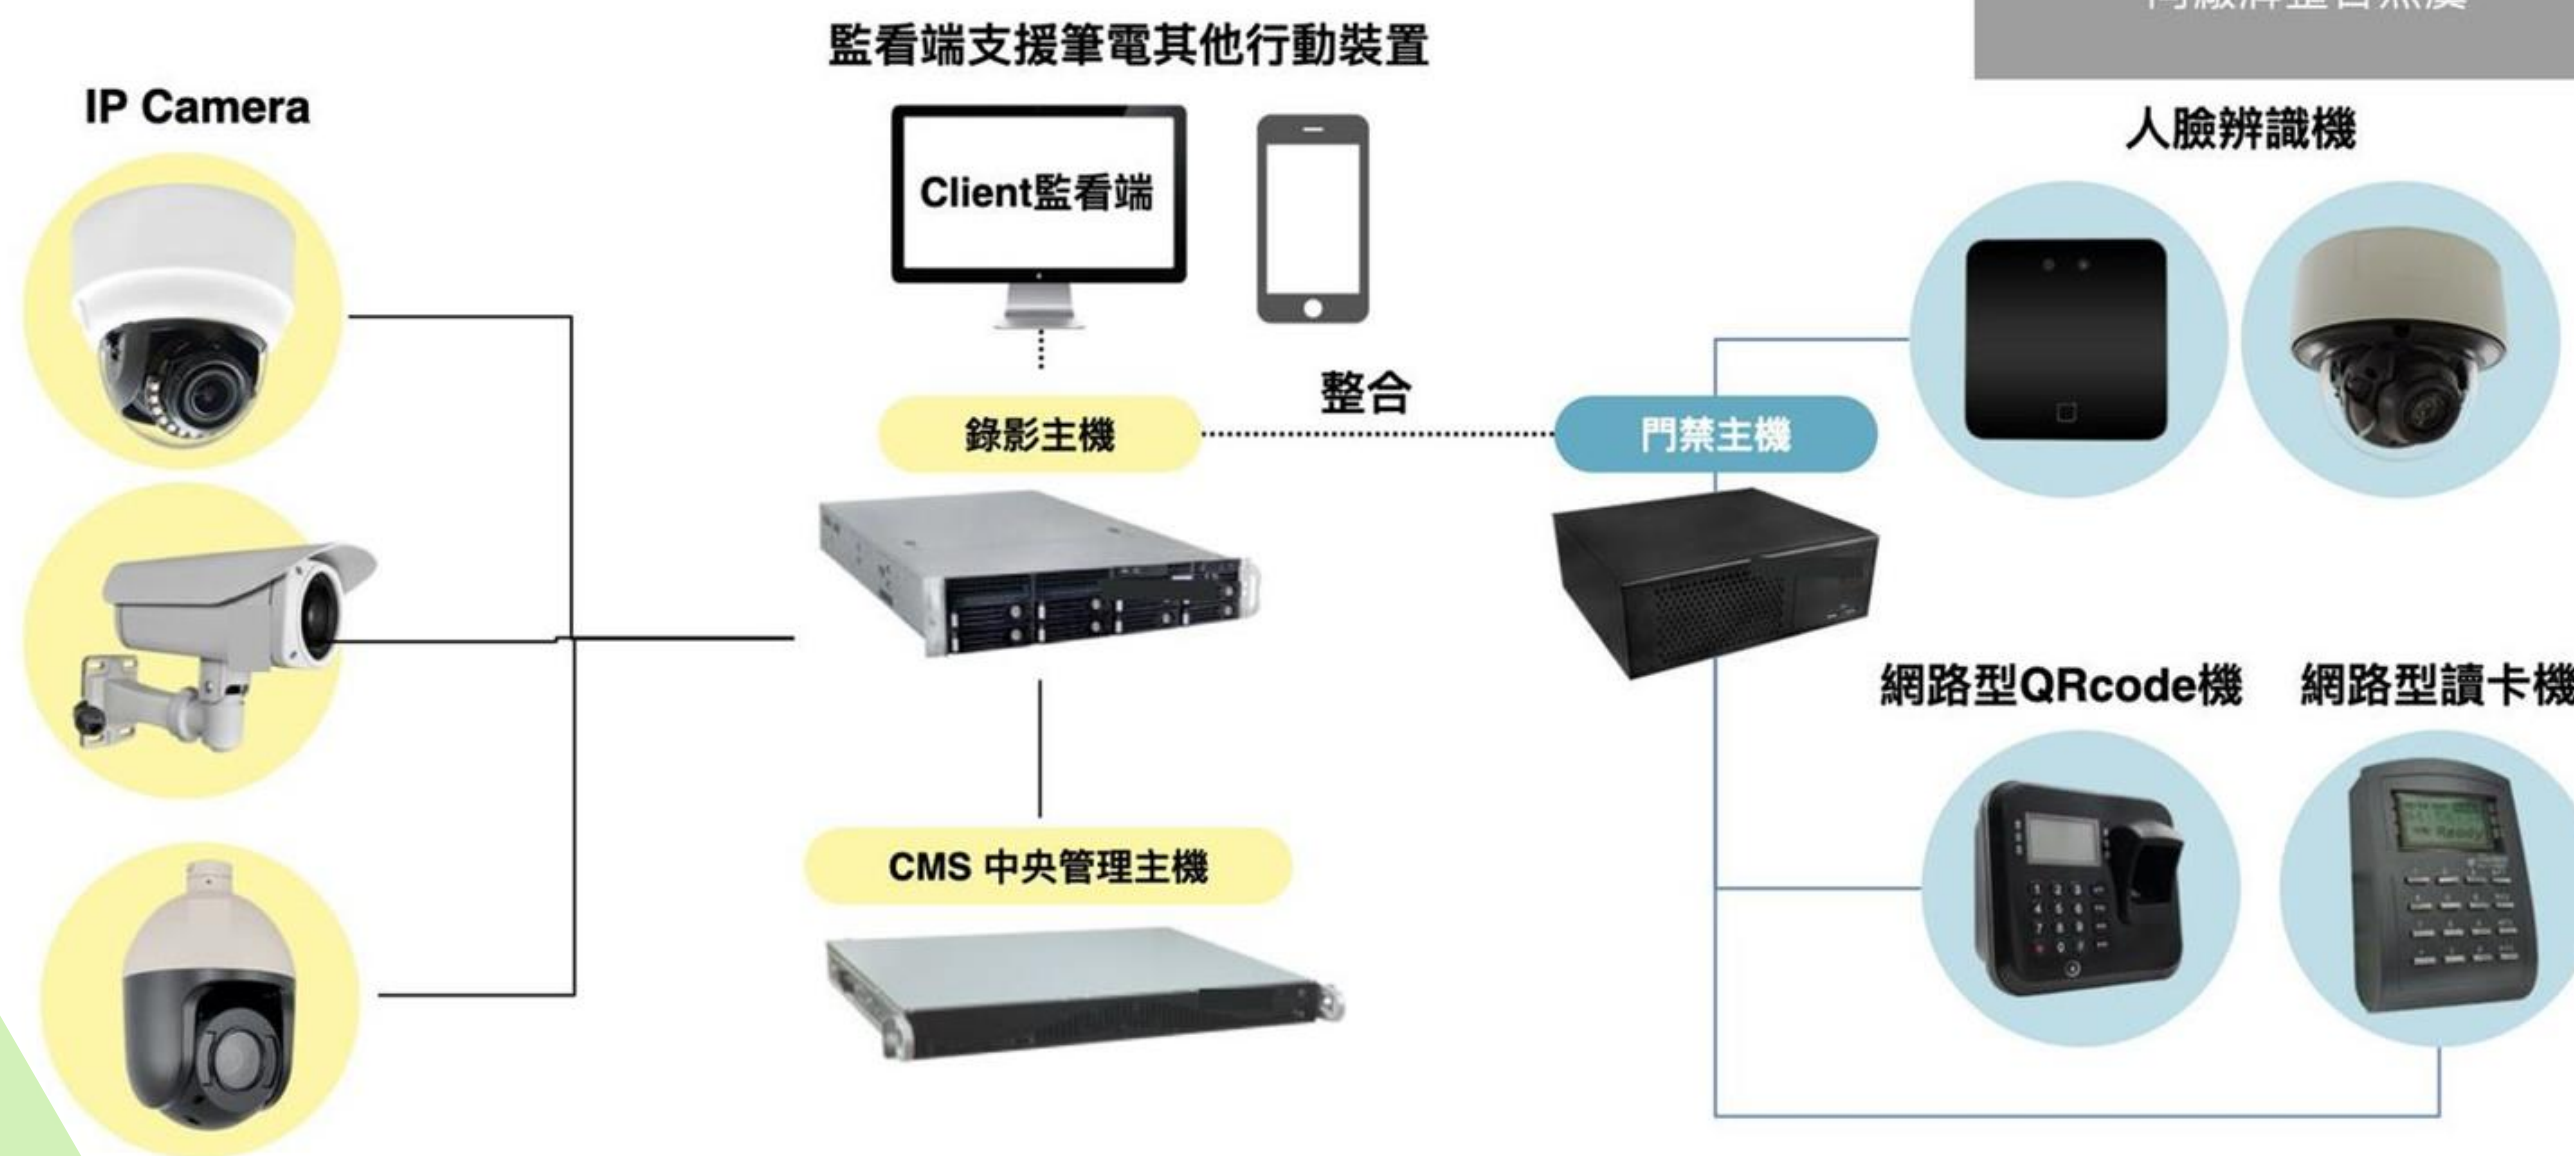 監看端支援筆電其他行動裝置
IP Camera
人臉辨識機
Client監看端
整合
錄影主機
門禁主機
網路型QRcode機
網路型讀卡機
CMS 中央管理主機